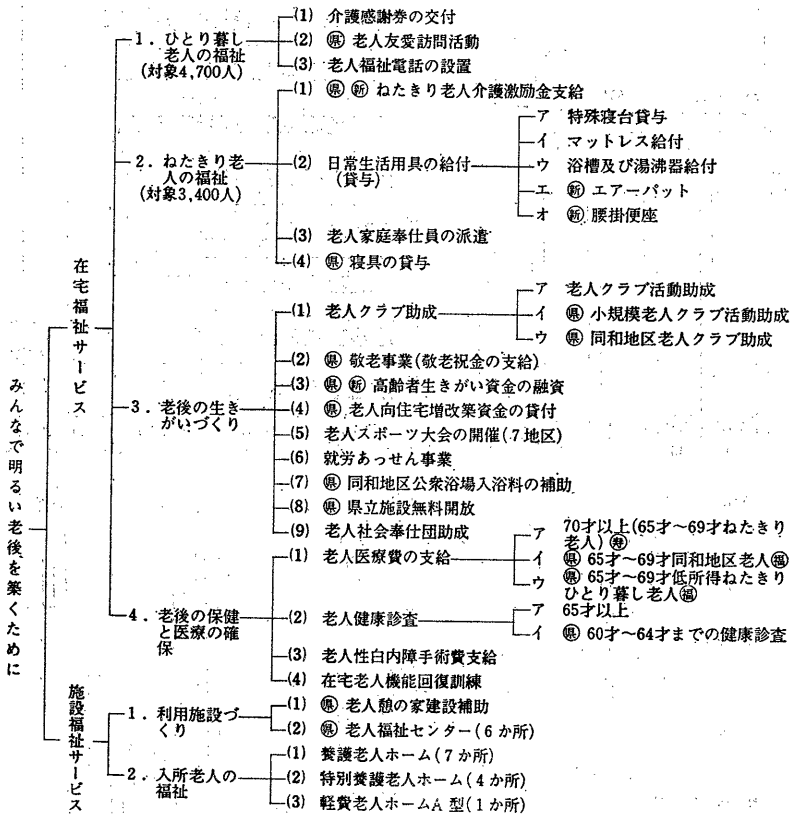 みんなで明るい老後を築くために
在宅福祉サービス
1.ひとり暮し
老人の福祉
(対象4,700人)
(1) 介護感謝券の交付
(2) ㊩ 老人友愛訪問活動
(3) 老人福祉電話の設置
2.ねたきり老
人の福祉
(対象3,400人)
(1) (県) (新) ねたきり老人介護激励金支給
(2) 日常生活用具の給付
(貸与)
ア 特殊寝台貸与
イ マットレス給付
ウ 浴槽及び湯沸器給付
エ (新) エアーパット
オ (新) 腰掛便座
(3) 老人家庭奉仕員の派遣
(4) (県) 寝具の貸与
3.老後の生き
がいづくり
(1) 老人クラブ助成
ア 老人クラブ活動助成
イ (県) 小規模老人クラブ活動助成
ウ (県) 同和地区老人クラブ助成
(2) (県) 敬老事業(敬老祝金の支給)
(3) (県) (新) 高齢者生きがい資金の融資
(4) (県) 老人向住宅増改築資金の貸付
(5) 老人スポーツ大会の開催(7地区)
(6) 就労あっせん事業
(7) (県) 同和地区公衆浴場入浴料の補助
(8) (県) 県立施設無料開放
(9) 老人社会奉仕団助成
4.老後の保健
と医療の確
保
(1) 老人医療費の支給
ア 70才以上(65才~69才ねたきり
老人) (寿)
イ (県) 65才~69才同和地区老人(福)
ウ (県) 65才~69才低所得ねたきり
ひとり暮し老人(福)
(2) 老人健康診査
ア 65才以上
イ (県) 60才~64才までの健康診査
(3) 老人性白内障手術費支給
(4) 在宅老人機能回復訓練
施設福祉サービス
1.利用施設づ
くり
(1) (県) 老人憩の家建設補助
(2) (県) 老人福祉センター(6か所)
2.入所老人の
福祉
(1) 養護老人ホーム(7か所)
(2) 特別養護老人ホーム(4か所)
(3) 軽費老人ホームA型(1か所)